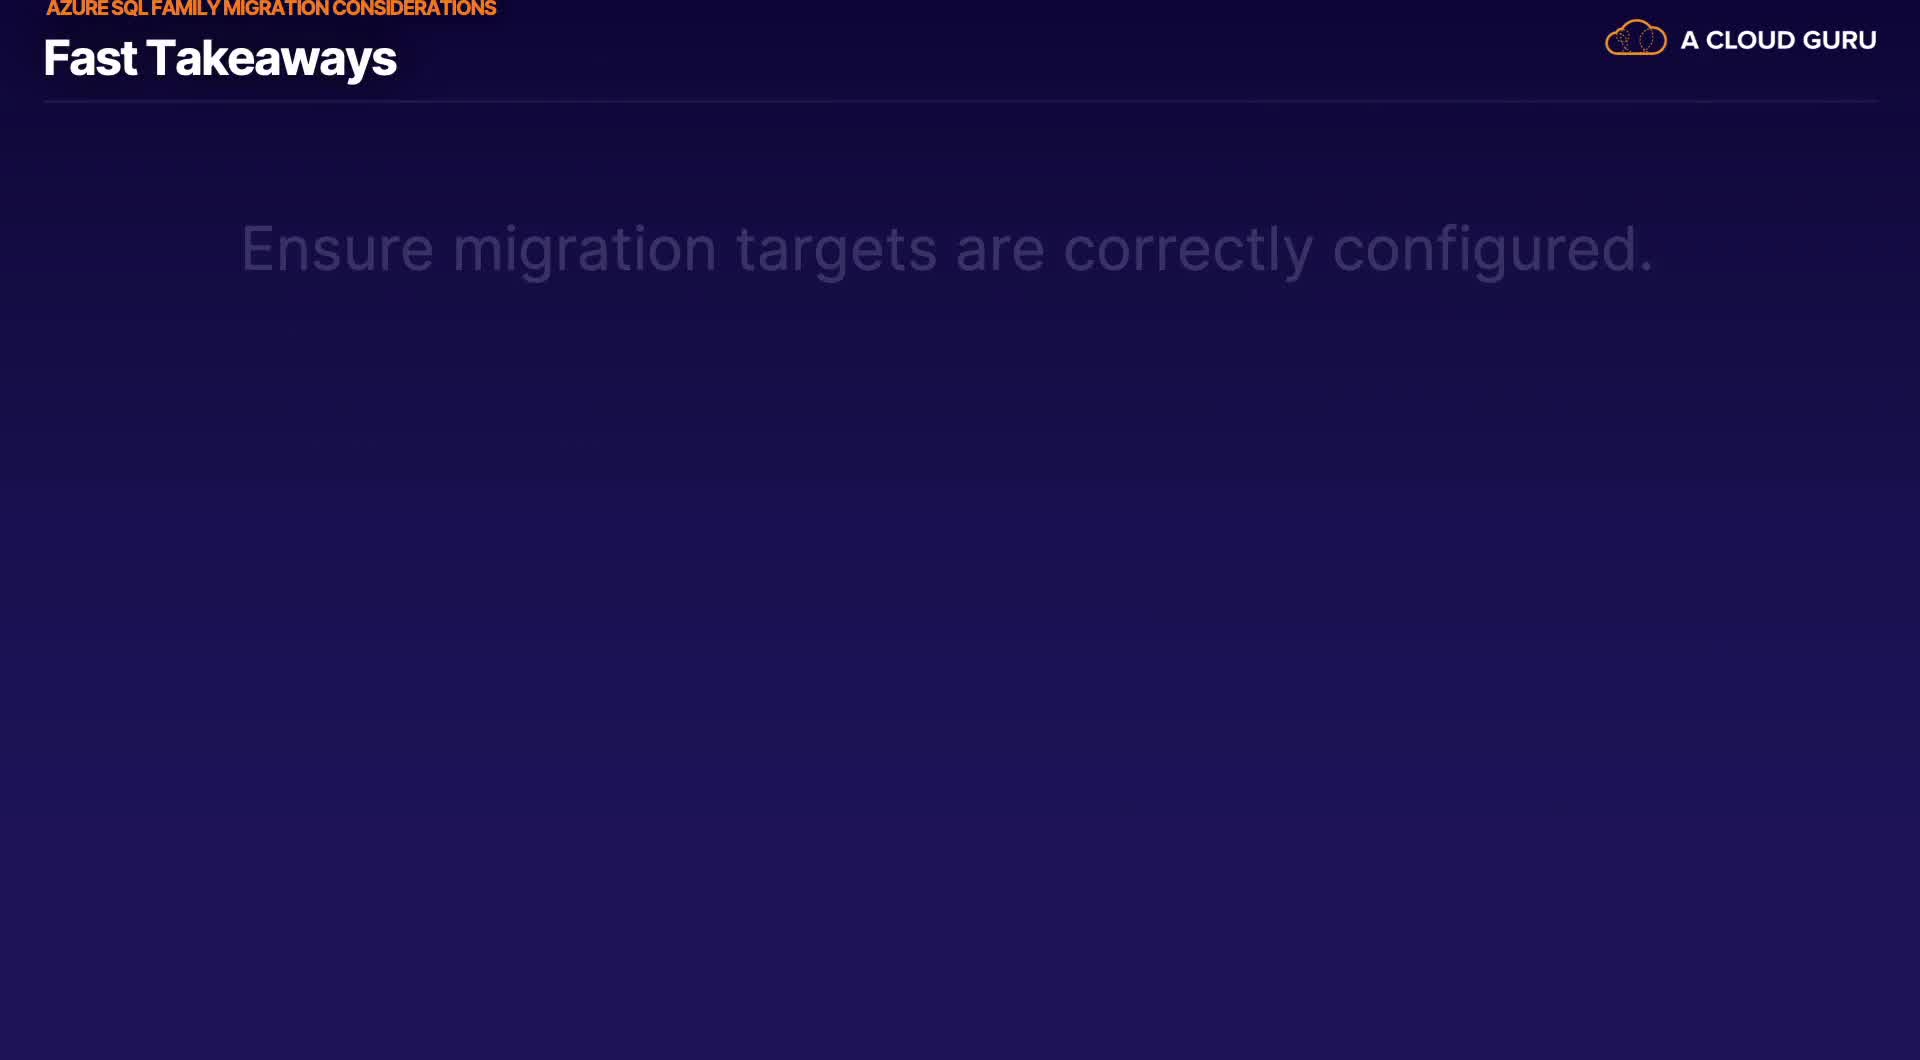 AZURE SQL FAMILY MIGRATION CONSIDERATIONS
Fast Takeaways
A CLOUD GURU
Ensure migration targets are correctly configured.